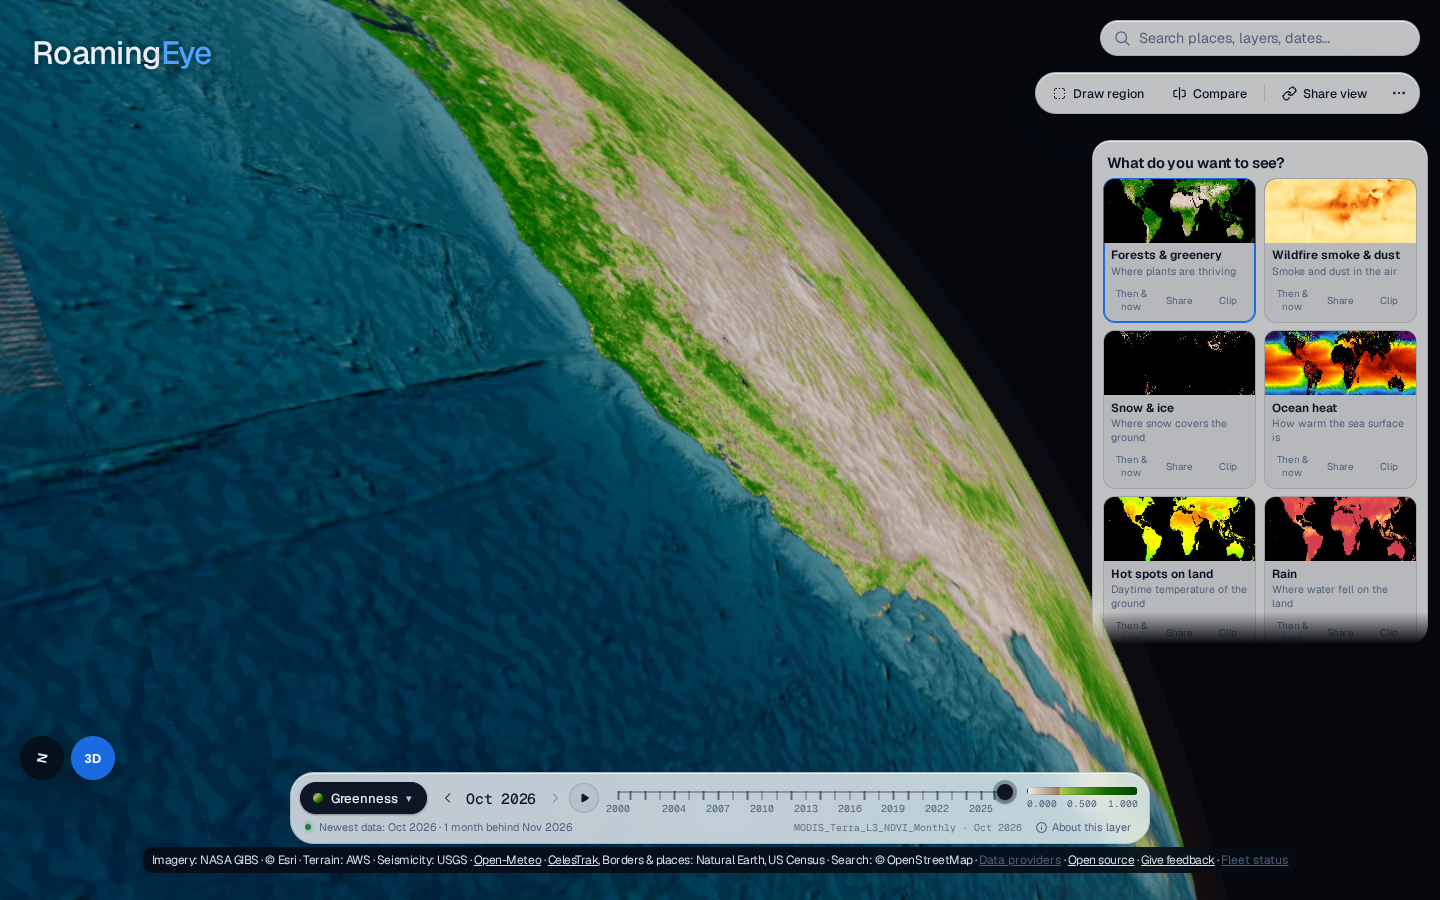 RoamingEye
Search places, layers, dates...
Draw region
Compare
Share view
What do you want to see?
Forests & greenery
Where plants are thriving
Then & now
Share
Clip
Wildfire smoke & dust
Smoke and dust in the air
Then & now
Share
Clip
Snow & ice
Where snow covers the
ground
Then & now
Share
Clip
Ocean heat
How warm the sea surface
is
Then & now
Share
Clip
Hot spots on land
Daytime temperature of the
ground
Then &
Share
Clip
Rain
Where water fell on the
land
Then &
Share
Clip
N
3D
Greenness
Oct 2026
2000 2004 2007 2010 2013 2016 2019 2022 2025
0.000 0.500 1.000
Newest data: Oct 2026 · 1 month behind Nov 2026
MODIS_Terra_L3_NDVI_Monthly · Oct 2026
About this layer
Imagery: NASA GIBS · © Esri · Terrain: AWS · Seismicity: USGS · Open-Meteo · CelesTrak, Borders & places: Natural Earth, US Census · Search: © OpenStreetMap · Data providers · Open source · Give feedback · Fleet status